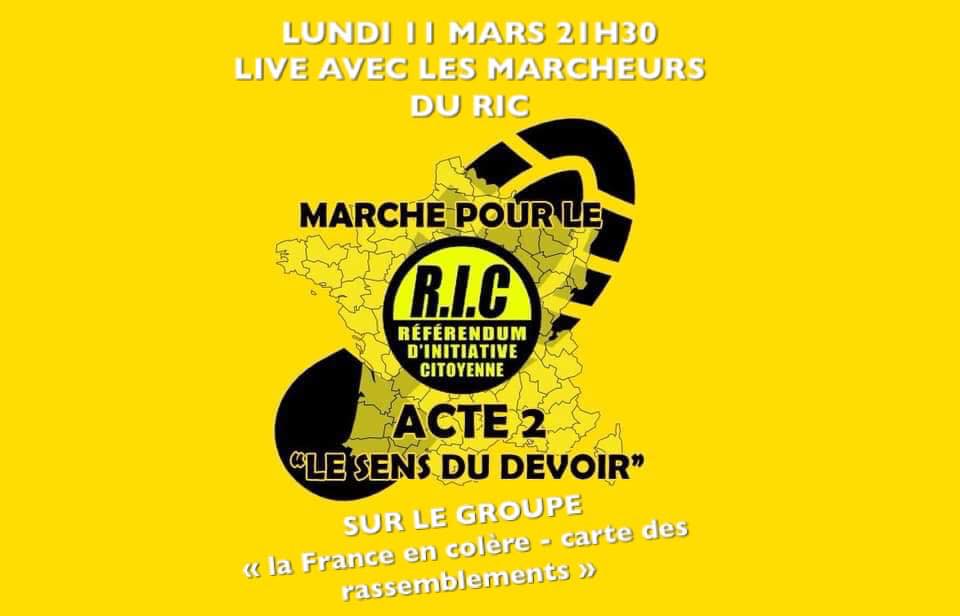 LUNDI 11 MARS 21H30
LIVE AVEC LES MARCHEURS
DU RIC
MARCHE POUR LE
R.I.C
RÉFÉRENDUM
D'INITIATIVE
CITOYENNE
ACTE 2
“LE SENS DU DEVOIR”
SUR LE GROUPE
« la France en colère - carte des
rassemblements »